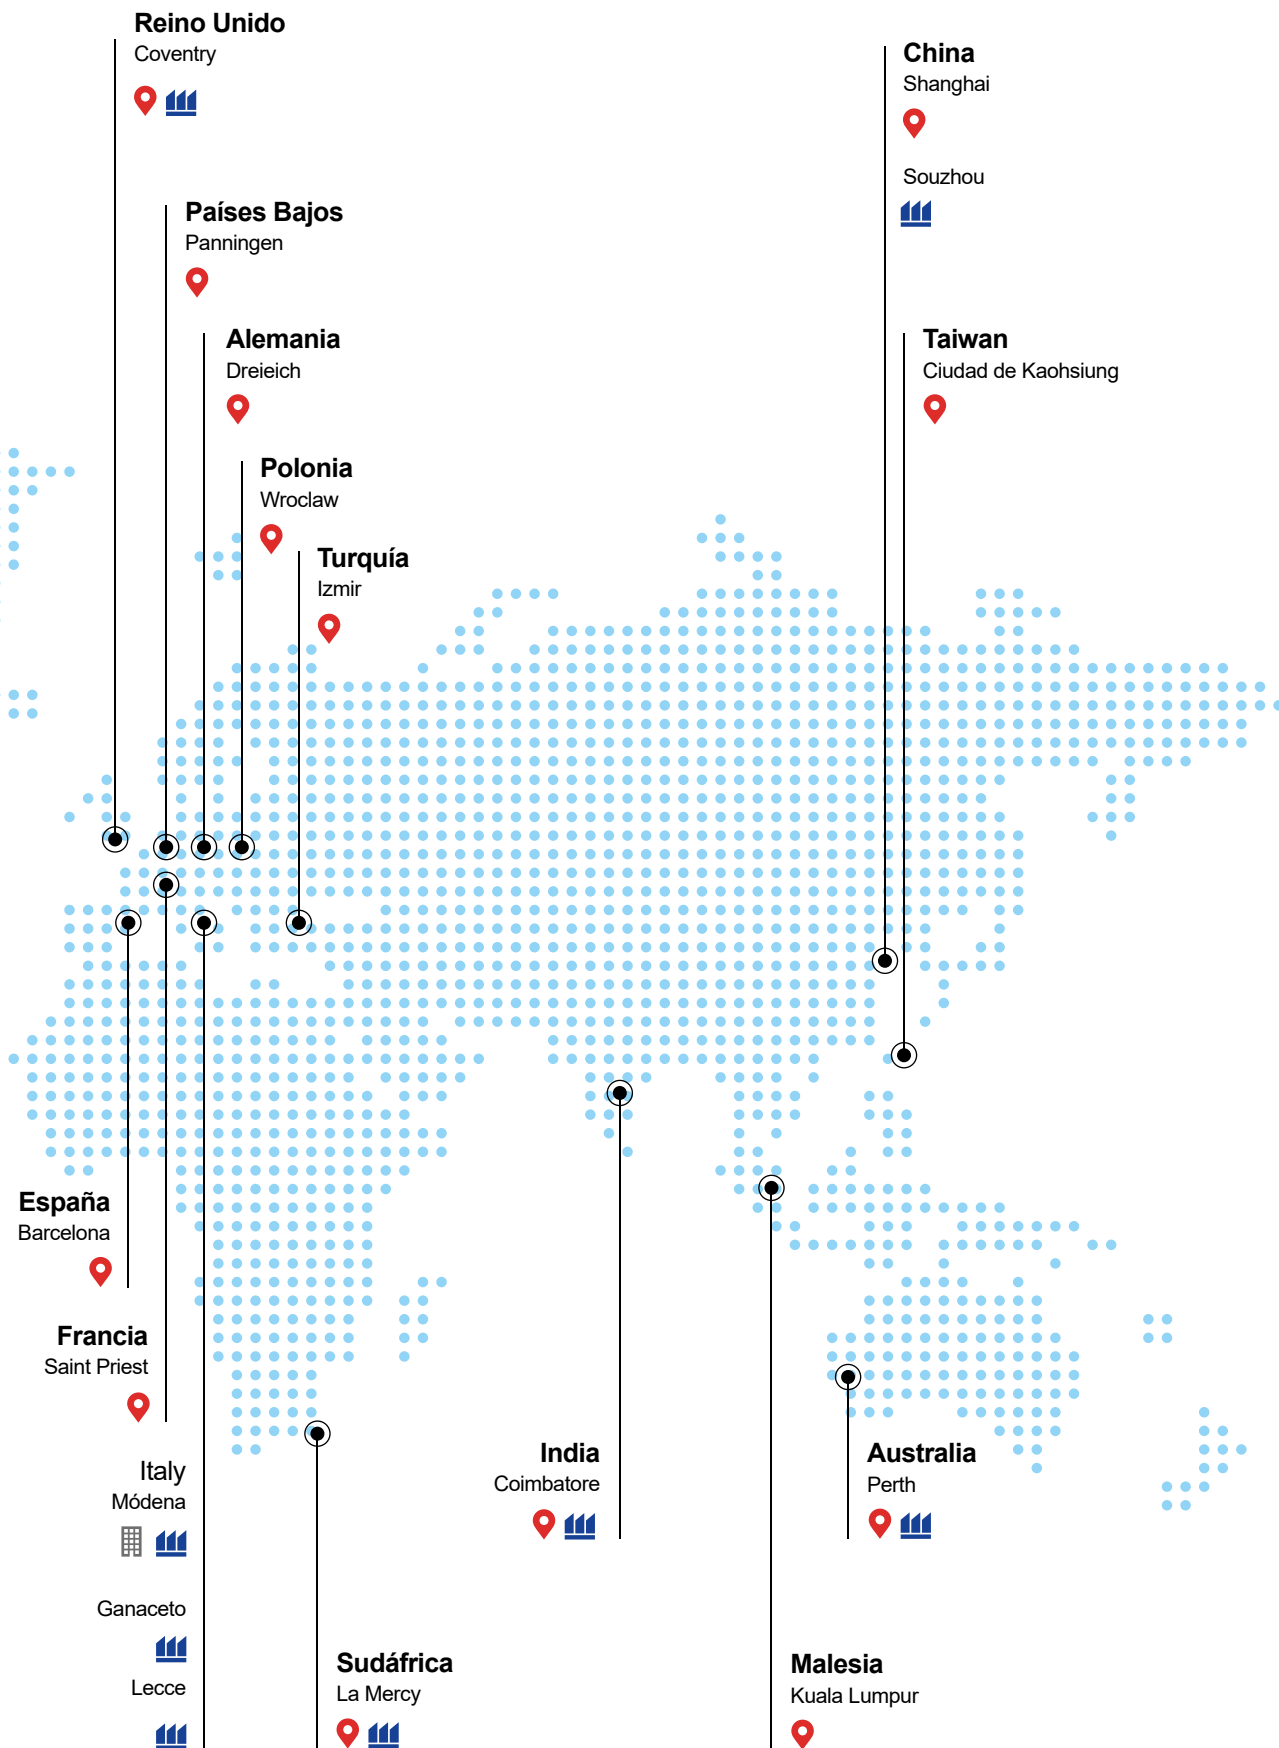 Reino Unido
Coventry
China
Shanghai
Souzhou
Países Bajos
Panningen
Alemania
Dreieich
Taiwan
Ciudad de Kaohsiung
Polonia
Wroclaw
Turquía
Izmir
España
Barcelona
Francia
Saint Priest
Italy
Módena
Ganaceto
Lecce
India
Coimbatore
Australia
Perth
Sudáfrica
La Mercy
Malesia
Kuala Lumpur